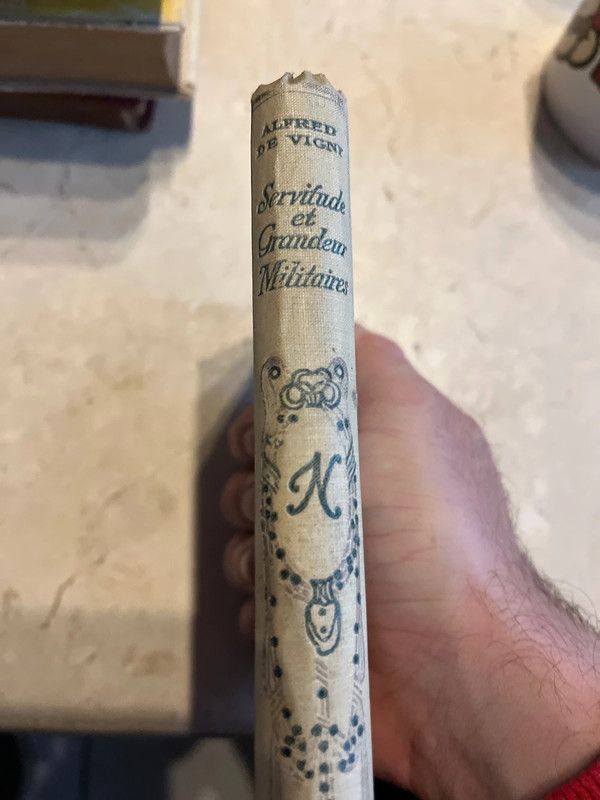 ALFRED
DE VIGNY
Servitude
et
Grandeur
Militaires
N